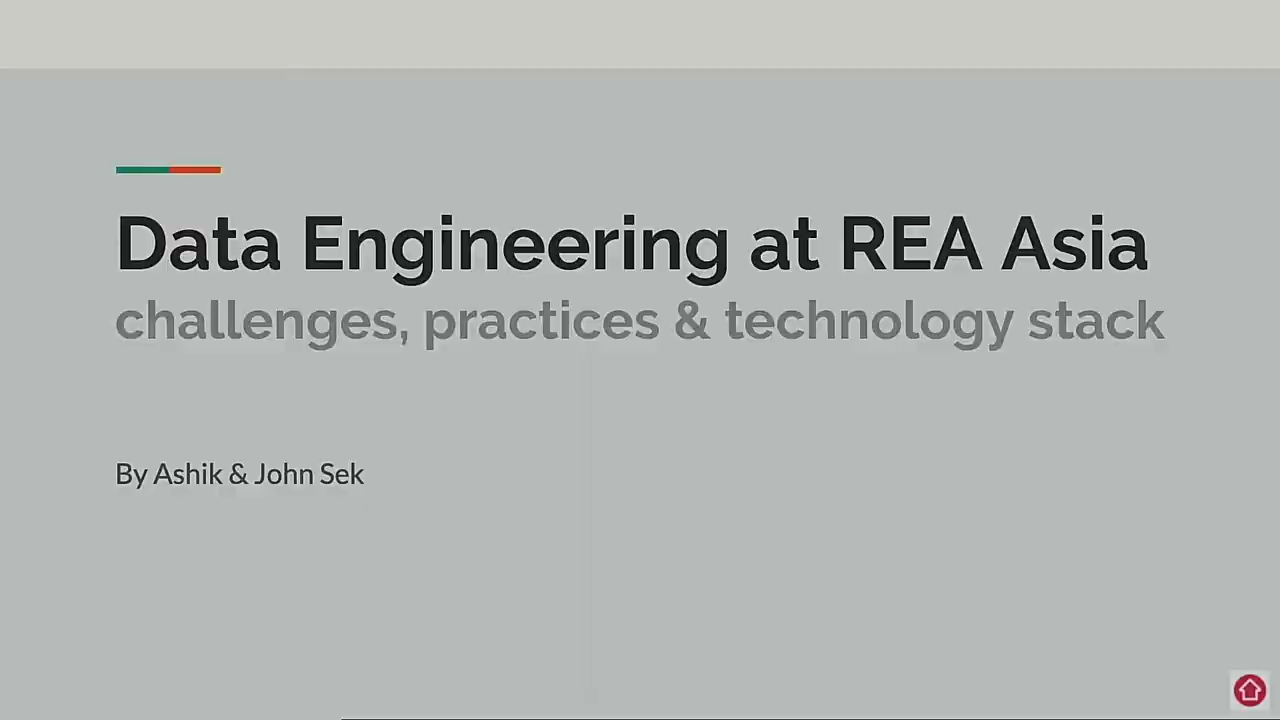 Data Engineering at REA Asia
challenges, practices & technology stack
By Ashik & John Sek